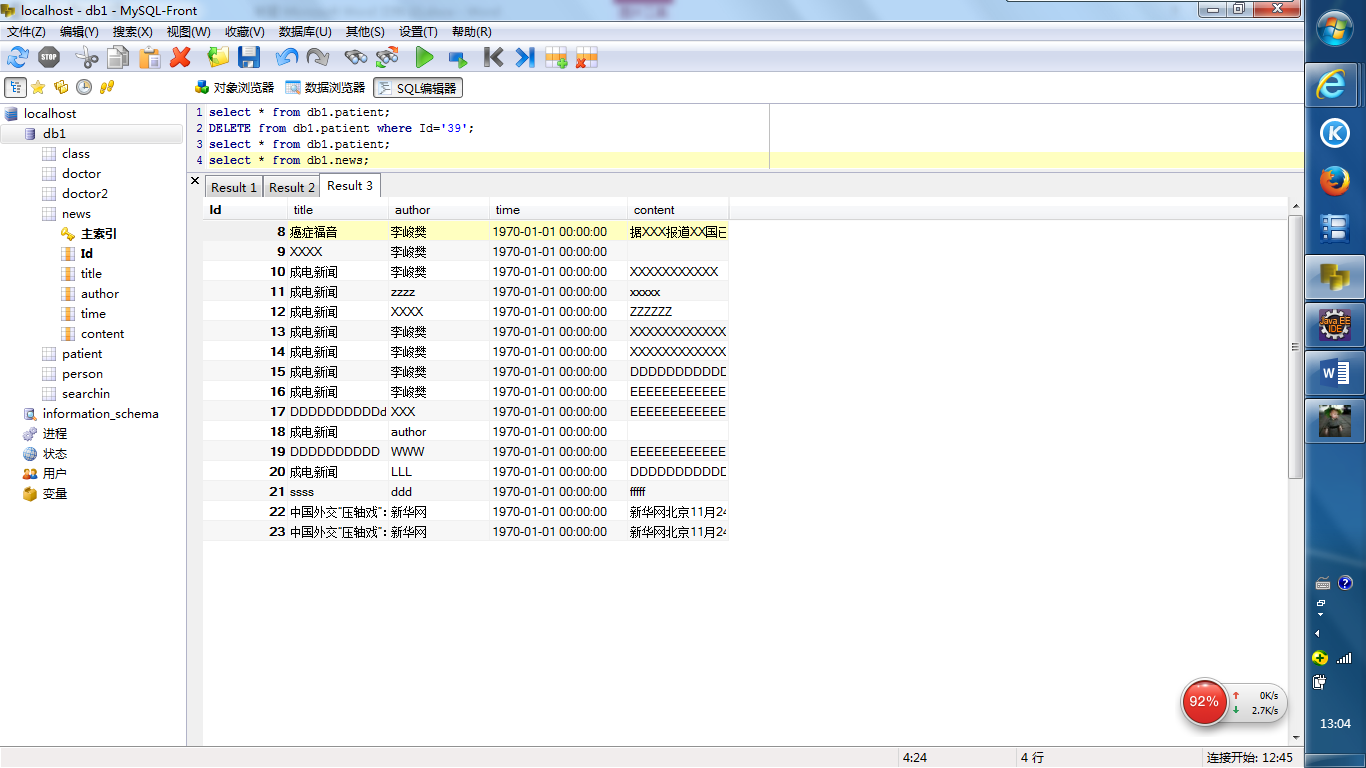 localhost - db1 - MySQL-Front
文件(Z) 编辑(Y) 搜索(X) 视图(W) 收藏(V) 数据库(U) 其他(S) 设置(T) 帮助(R)
STOP
对象浏览器 数据浏览器 SQL编辑器
localhost
db1
class
doctor
doctor2
news
主索引
Id
title
author
time
content
patient
person
searchin
information_schema
进程
状态
用户
变量
1 select * from db1.patient;
2 DELETE from db1.patient where Id='39';
3 select * from db1.patient;
4 select * from db1.news;
Result 1 Result 2 Result 3
Id title author time content
8 癌症福音 李峻樊 1970-01-01 00:00:00 据XXX报道XX国已
9 XXXX 李峻樊 1970-01-01 00:00:00
10 成电新闻 李峻樊 1970-01-01 00:00:00 XXXXXXXXXXX
11 成电新闻 zzzz 1970-01-01 00:00:00 xxxxx
12 成电新闻 XXXX 1970-01-01 00:00:00 ZZZZZZ
13 成电新闻 李峻樊 1970-01-01 00:00:00 XXXXXXXXXXXX
14 成电新闻 李峻樊 1970-01-01 00:00:00 XXXXXXXXXXXX
15 成电新闻 李峻樊 1970-01-01 00:00:00 DDDDDDDDDDD
16 成电新闻 李峻樊 1970-01-01 00:00:00 EEEEEEEEEEEE
17 DDDDDDDDDDDd XXX 1970-01-01 00:00:00 EEEEEEEEEEEE
18 成电新闻 author 1970-01-01 00:00:00
19 DDDDDDDDDD WWW 1970-01-01 00:00:00 EEEEEEEEEEEE
20 成电新闻 LLL 1970-01-01 00:00:00 DDDDDDDDDDD
21 ssss ddd 1970-01-01 00:00:00 fffff
22 中国外交“压轴戏”: 新华网 1970-01-01 00:00:00 新华网北京11月24
23 中国外交“压轴戏”: 新华网 1970-01-01 00:00:00 新华网北京11月24
Java EE
IDE
92%
0K/s
2.7K/s
13:04
4:24 4 行 连接开始: 12:45